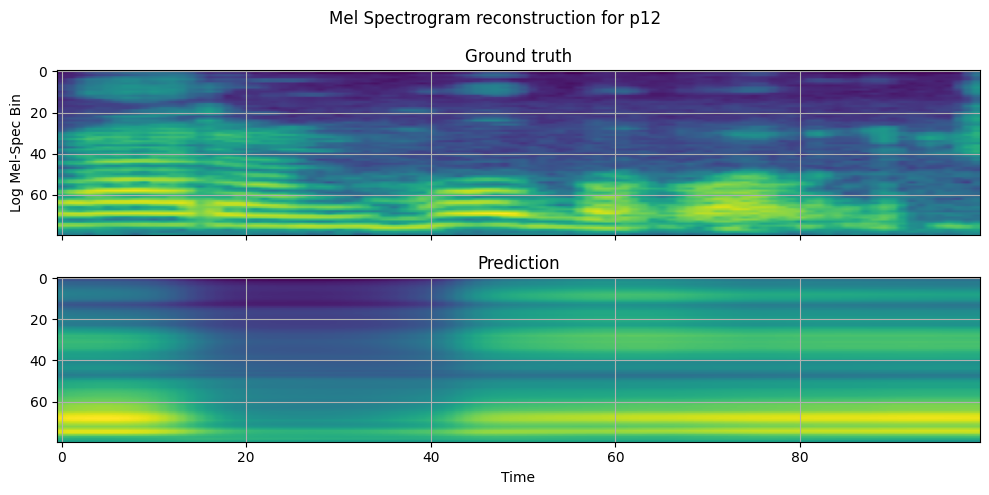 Mel Spectrogram reconstruction for p12
Ground truth
0
20
40
60
Log Mel-Spec Bin
Prediction
0
20
40
60
0 20 40 60 80
Time